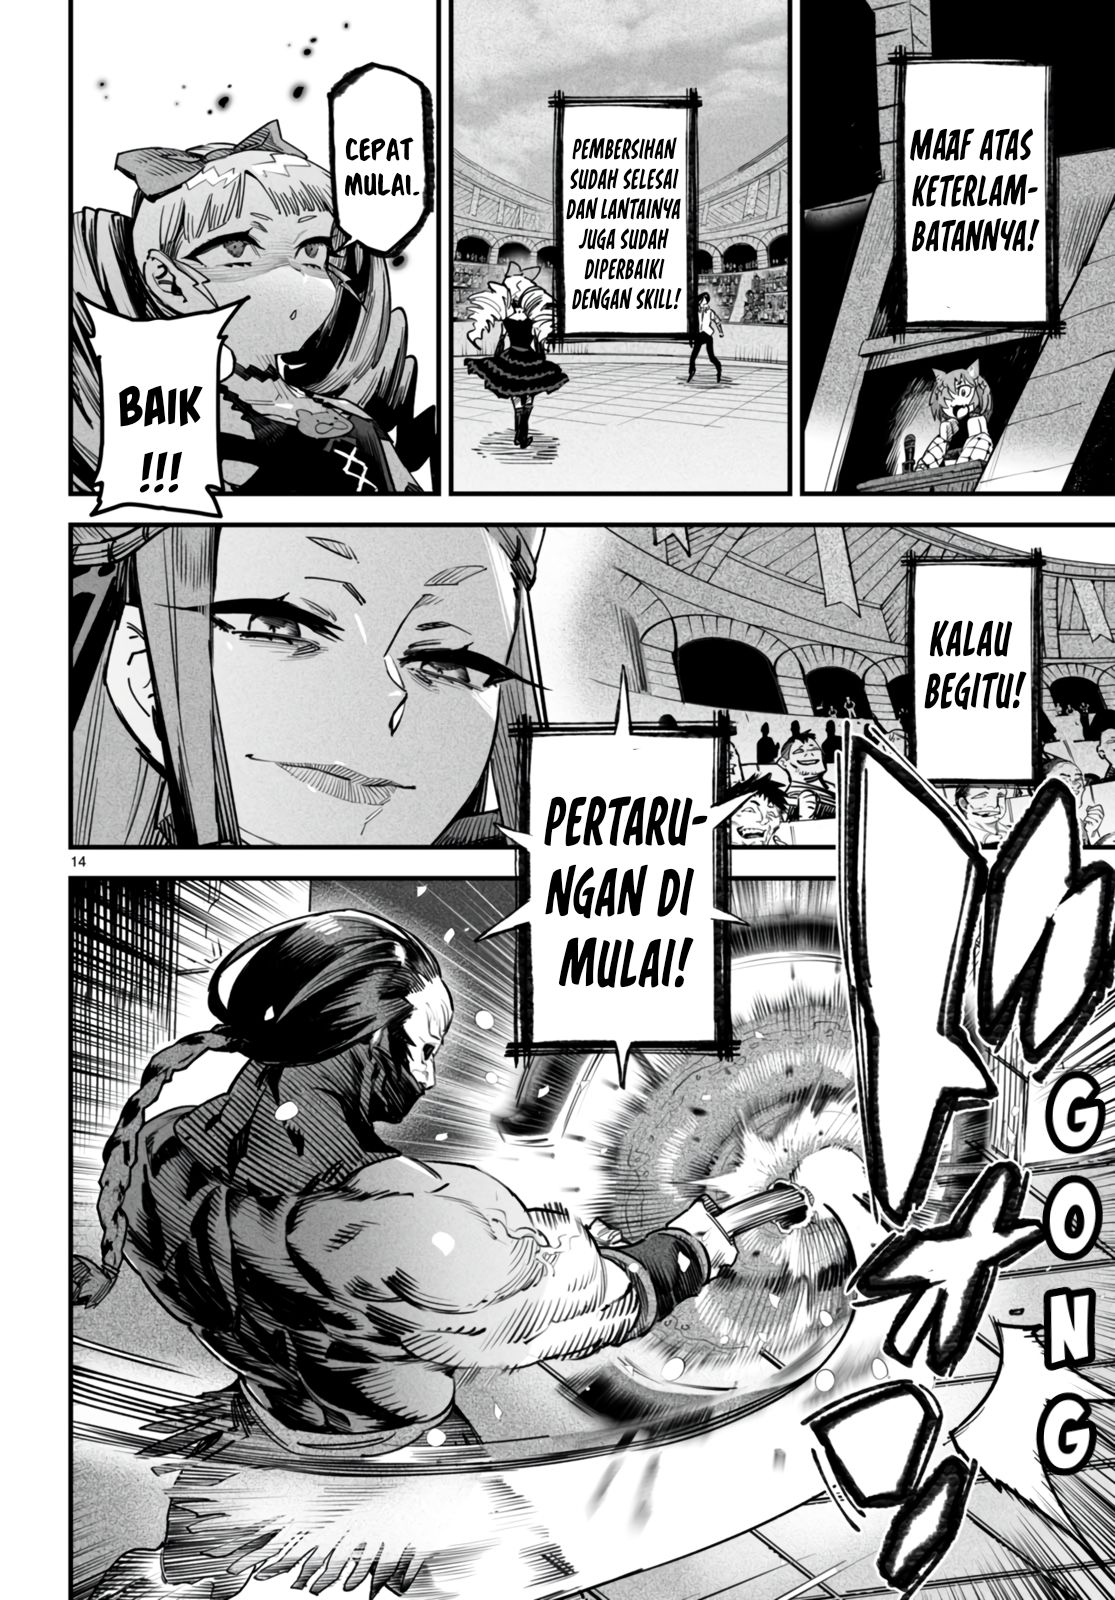 MAAF ATAS
KETERLAM-
BATANNYA!
PEMBERSIHAN
SUDAH SELESAI
DAN LANTAINYA
JUGA SUDAH
DIPERBAIKI
DENGAN SKILL!
CEPAT
MULAI.
BAIK
!!!
KALAU
BEGITU!
PERTARU-
NGAN DI
MULAI!
14
GONG